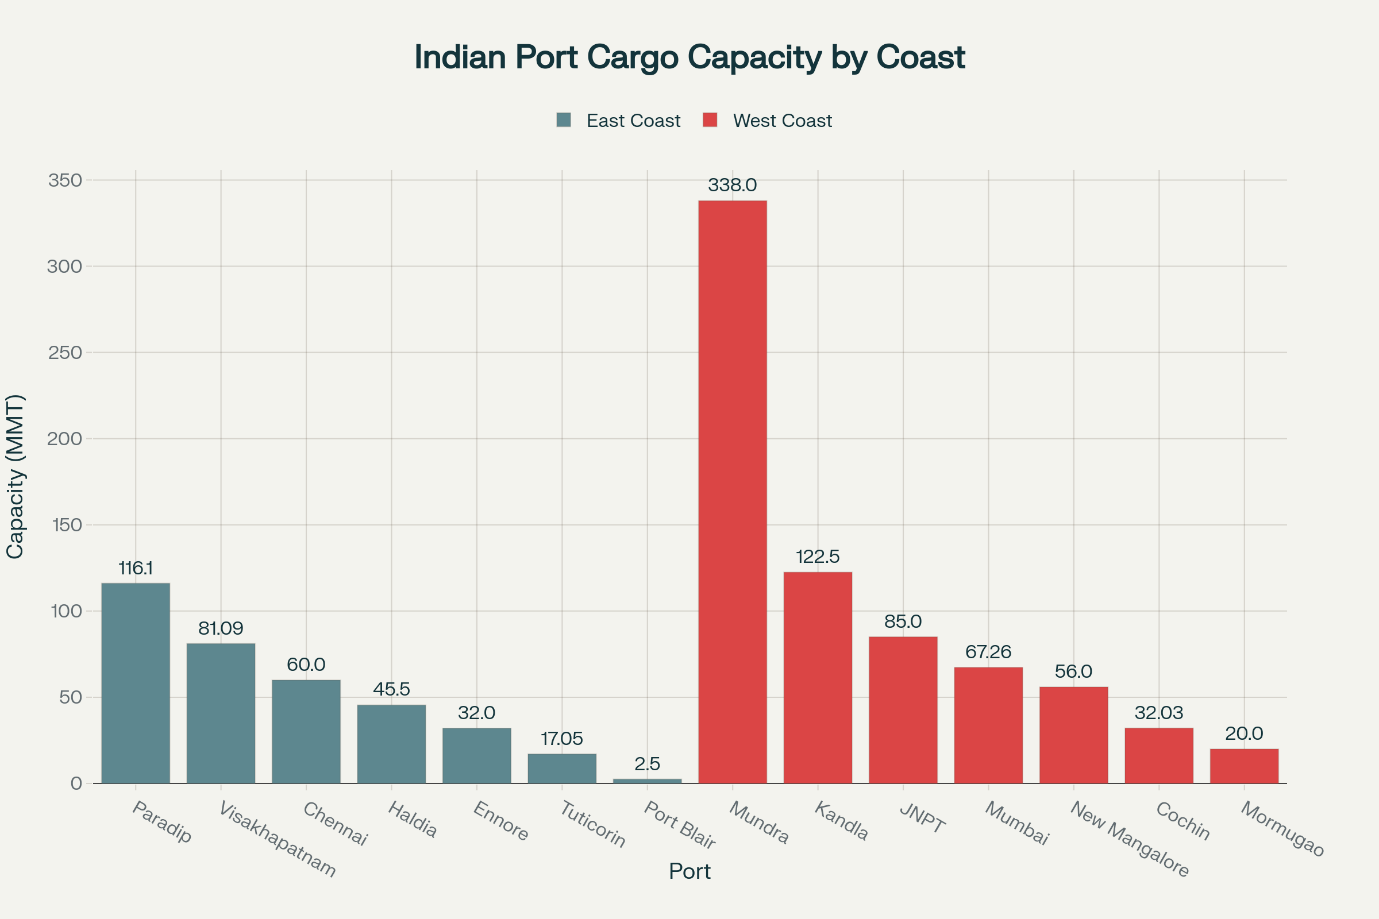 Indian Port Cargo Capacity by Coast
East Coast West Coast
350
300
250
200
150
100
50
0
Capacity (MMT)
116.1
81.09
60.0
45.5
32.0
17.05
2.5
338.0
122.5
85.0
67.26
56.0
32.03
20.0
Paradip
Visakhapatnam
Chennai
Haldia
Ennore
Tuticorin
Port Blair
Mundra
Kandla
JNPT
Mumbai
New Mangalore
Cochin
Mormugao
Port